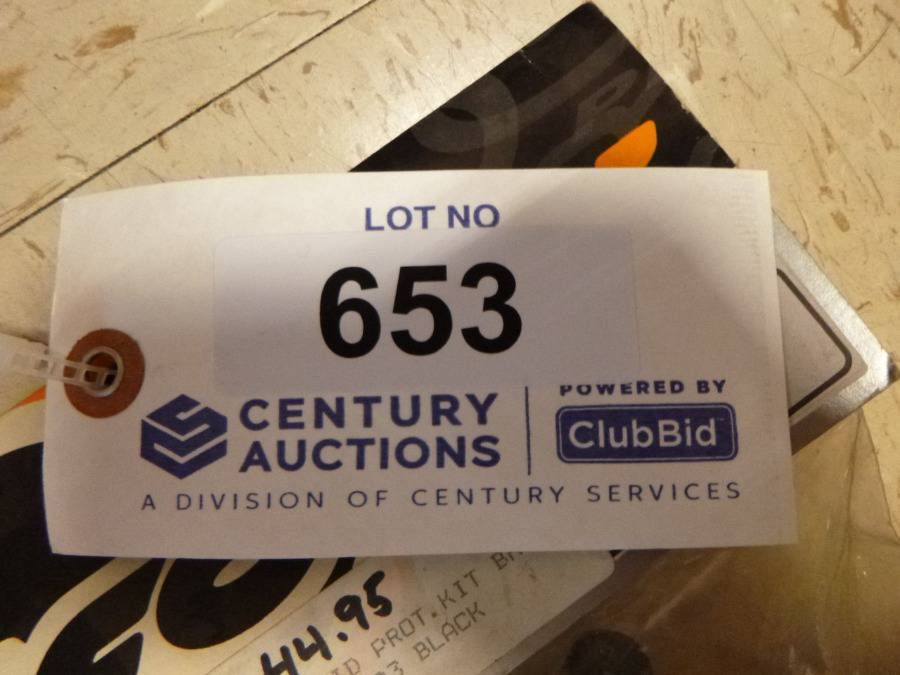 LOT NO
653
CENTURY
AUCTIONS
POWERED BY
ClubBid
A DIVISION OF CENTURY SERVICES
44.95
PROT.KIT
BLACK